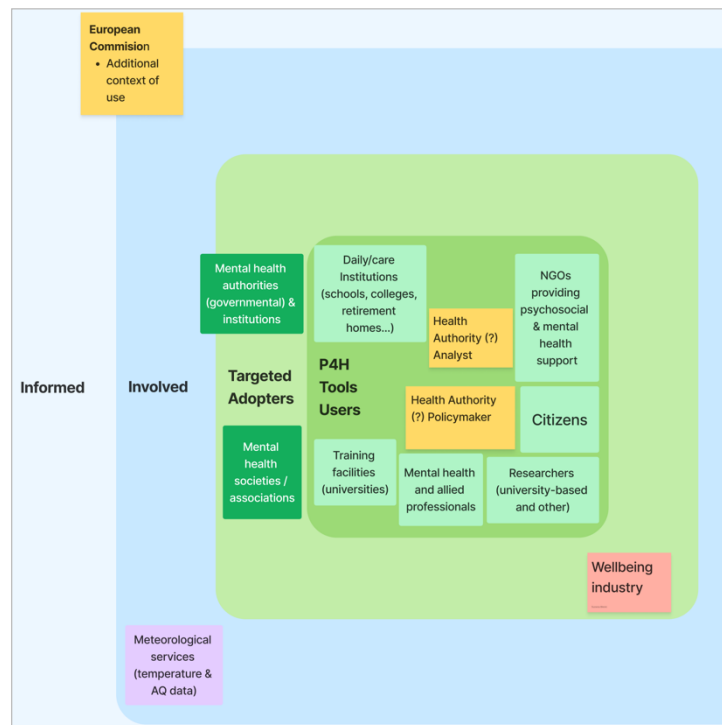 European
Commision
• Additional
context of
use
Mental health
authorities
(governmental) &
institutions
Daily/care
Institutions
(schools, colleges,
retirement
homes...)
Health
Authority (?)
Analyst
NGOs
providing
psychosocial
& mental
health
support
Informed
Involved
Targeted
Adopters
P4H
Tools
Users
Health Authority
(?) Policymaker
Citizens
Mental
health
societies /
associations
Training
facilities
(universities)
Mental health
and allied
professionals
Researchers
(university-based
and other)
Wellbeing
industry
Meteorological
services
(temperature &
AQ data)